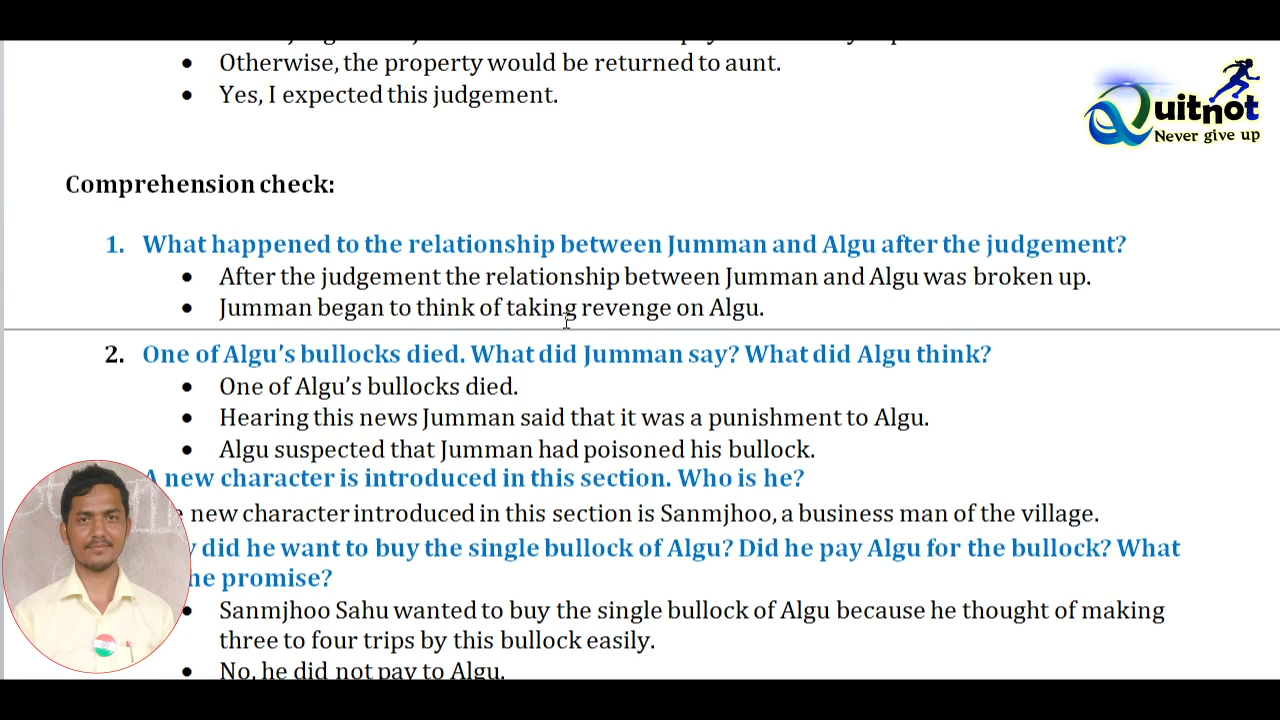 • Otherwise, the property would be returned to aunt.
• Yes, I expected this judgement.
Quitnot
Never give up
Comprehension check:
1. What happened to the relationship between Jumman and Algu after the judgement?
• After the judgement the relationship between Jumman and Algu was broken up.
• Jumman began to think of taking revenge on Algu.
2. One of Algu's bullocks died. What did Jumman say? What did Algu think?
• One of Algu's bullocks died.
• Hearing this news Jumman said that it was a punishment to Algu.
• Algu suspected that Jumman had poisoned his bullock.
A new character is introduced in this section. Who is he?
new character introduced in this section is Sanmjhoo, a business man of the village.
did he want to buy the single bullock of Algu? Did he pay Algu for the bullock? What
he promise?
• Sanmjhoo Sahu wanted to buy the single bullock of Algu because he thought of making
three to four trips by this bullock easily.
• No, he did not pay to Algu.